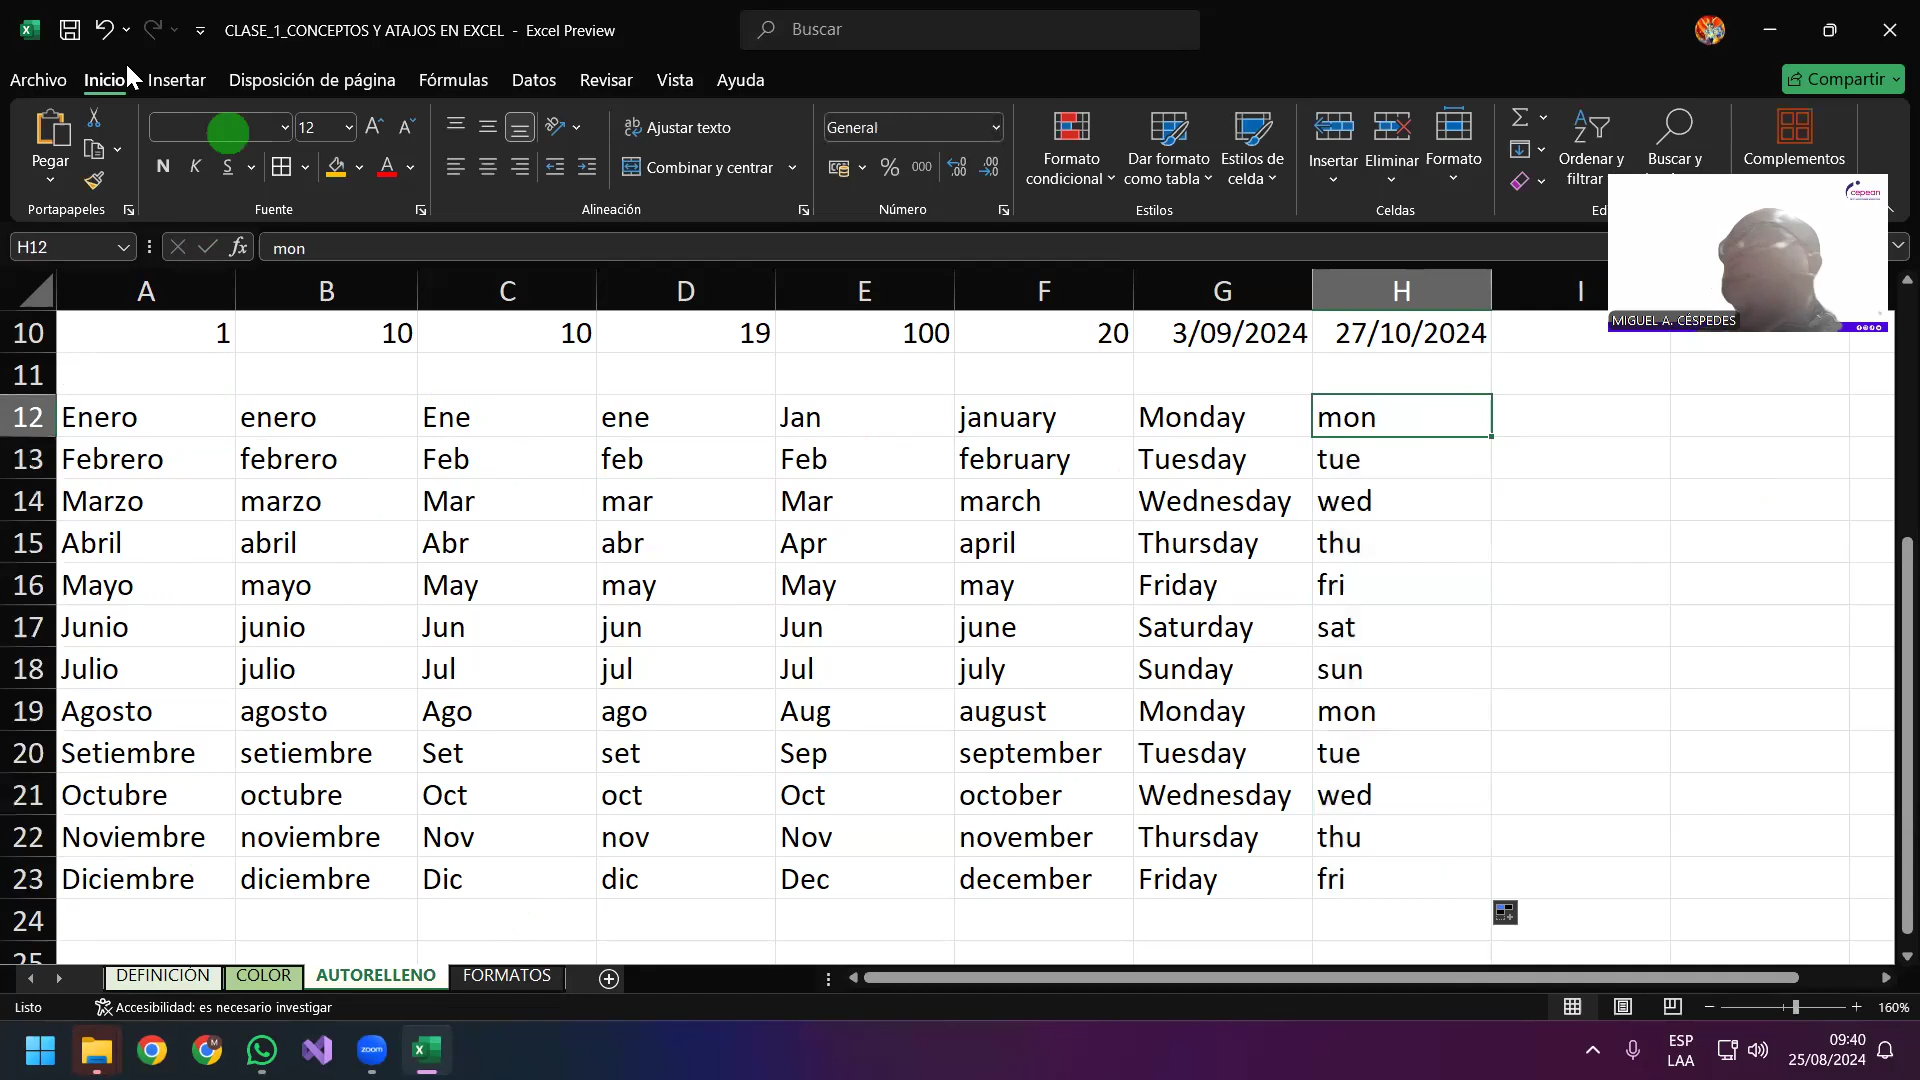 CLASE_1_CONCEPTOS Y ATAJOS EN EXCEL - Excel Preview
Buscar
Archivo Inicio Insertar Disposición de página Fórmulas Datos Revisar Vista Ayuda
Compartir
Pegar
Portapapeles
12
N K S
Fuente
Ajustar texto
Combinar y centrar
Alineación
General
% 000
Número
Formato condicional
Dar formato como tabla
Estilos de celda
Estilos
Insertar Eliminar Formato
Celdas
Ordenar y filtrar
Buscar y
Ed
Complementos
cepean
MIGUEL A. CÉSPEDES
H12
fx mon
A B C D E F G H I
10 1 10 10 19 100 20 3/09/2024 27/10/2024
11
12 Enero enero Ene ene Jan january Monday mon
13 Febrero febrero Feb feb Feb february Tuesday tue
14 Marzo marzo Mar mar Mar march Wednesday wed
15 Abril abril Abr abr Apr april Thursday thu
16 Mayo mayo May may May may Friday fri
17 Junio junio Jun jun Jun june Saturday sat
18 Julio julio Jul jul Jul july Sunday sun
19 Agosto agosto Ago ago Aug august Monday mon
20 Setiembre setiembre Set set Sep september Tuesday tue
21 Octubre octubre Oct oct Oct october Wednesday wed
22 Noviembre noviembre Nov nov Nov november Thursday thu
23 Diciembre diciembre Dic dic Dec december Friday fri
24
25
DEFINICIÓN COLOR AUTORELLENO FORMATOS
Listo Accesibilidad: es necesario investigar 160%
zoom
ESP
LAA
09:40
25/08/2024